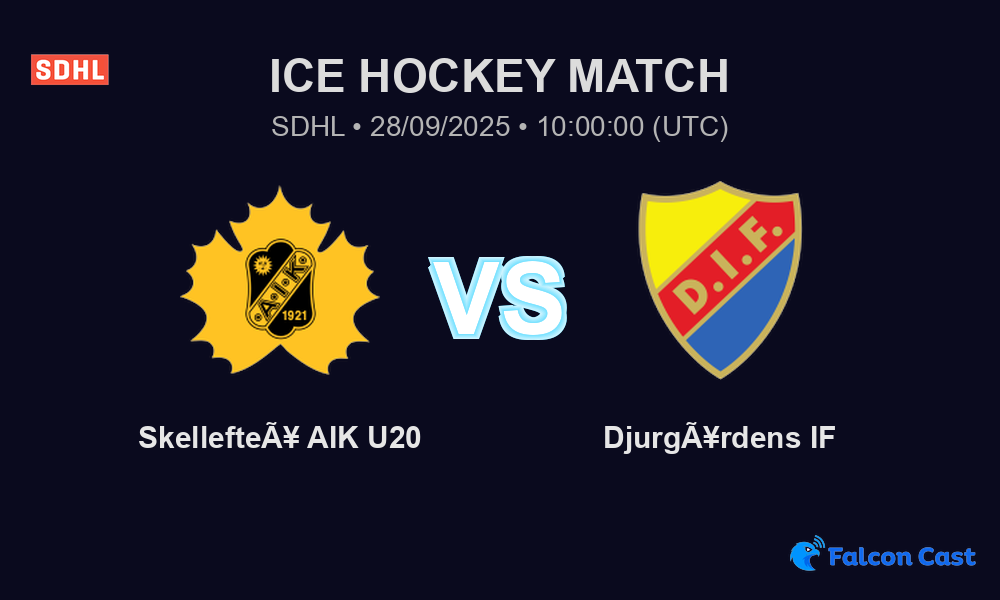 SDHL
ICE HOCKEY MATCH
SDHL • 28/09/2025 • 10:00:00 (UTC)
A.I.K
1921
D.I.F.
VS
SkellefteÃ¥ AIK U20
DjurgÃ¥rdens IF
Falcon Cast